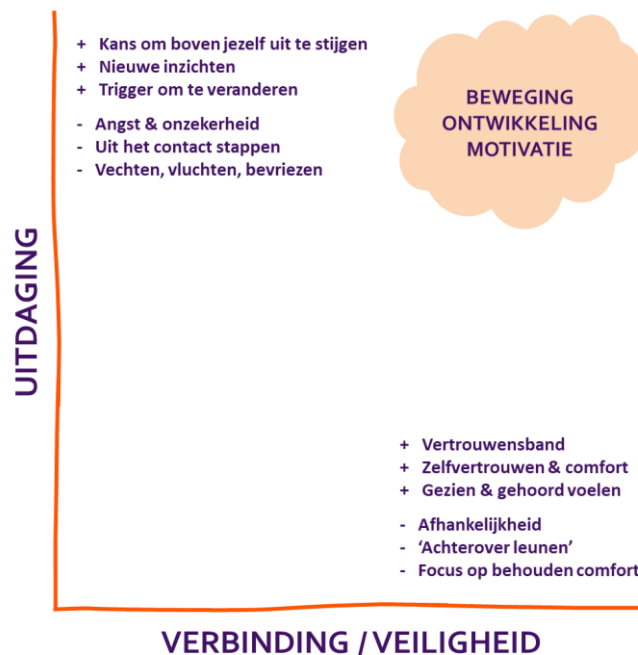 + Kans om boven jezelf uit te stijgen
+ Nieuwe inzichten
+ Trigger om te veranderen
- Angst & onzekerheid
- Uit het contact stappen
- Vechten, vluchten, bevriezen
BEWEGING
ONTWIKKELING
MOTIVATIE
UITDAGING
+ Vertrouwensband
+ Zelfvertrouwen & comfort
+ Gezien & gehoord voelen
- Afhankelijkheid
- ‘Achterover leunen’
- Focus op behouden comfort
VERBINDING / VEILIGHEID